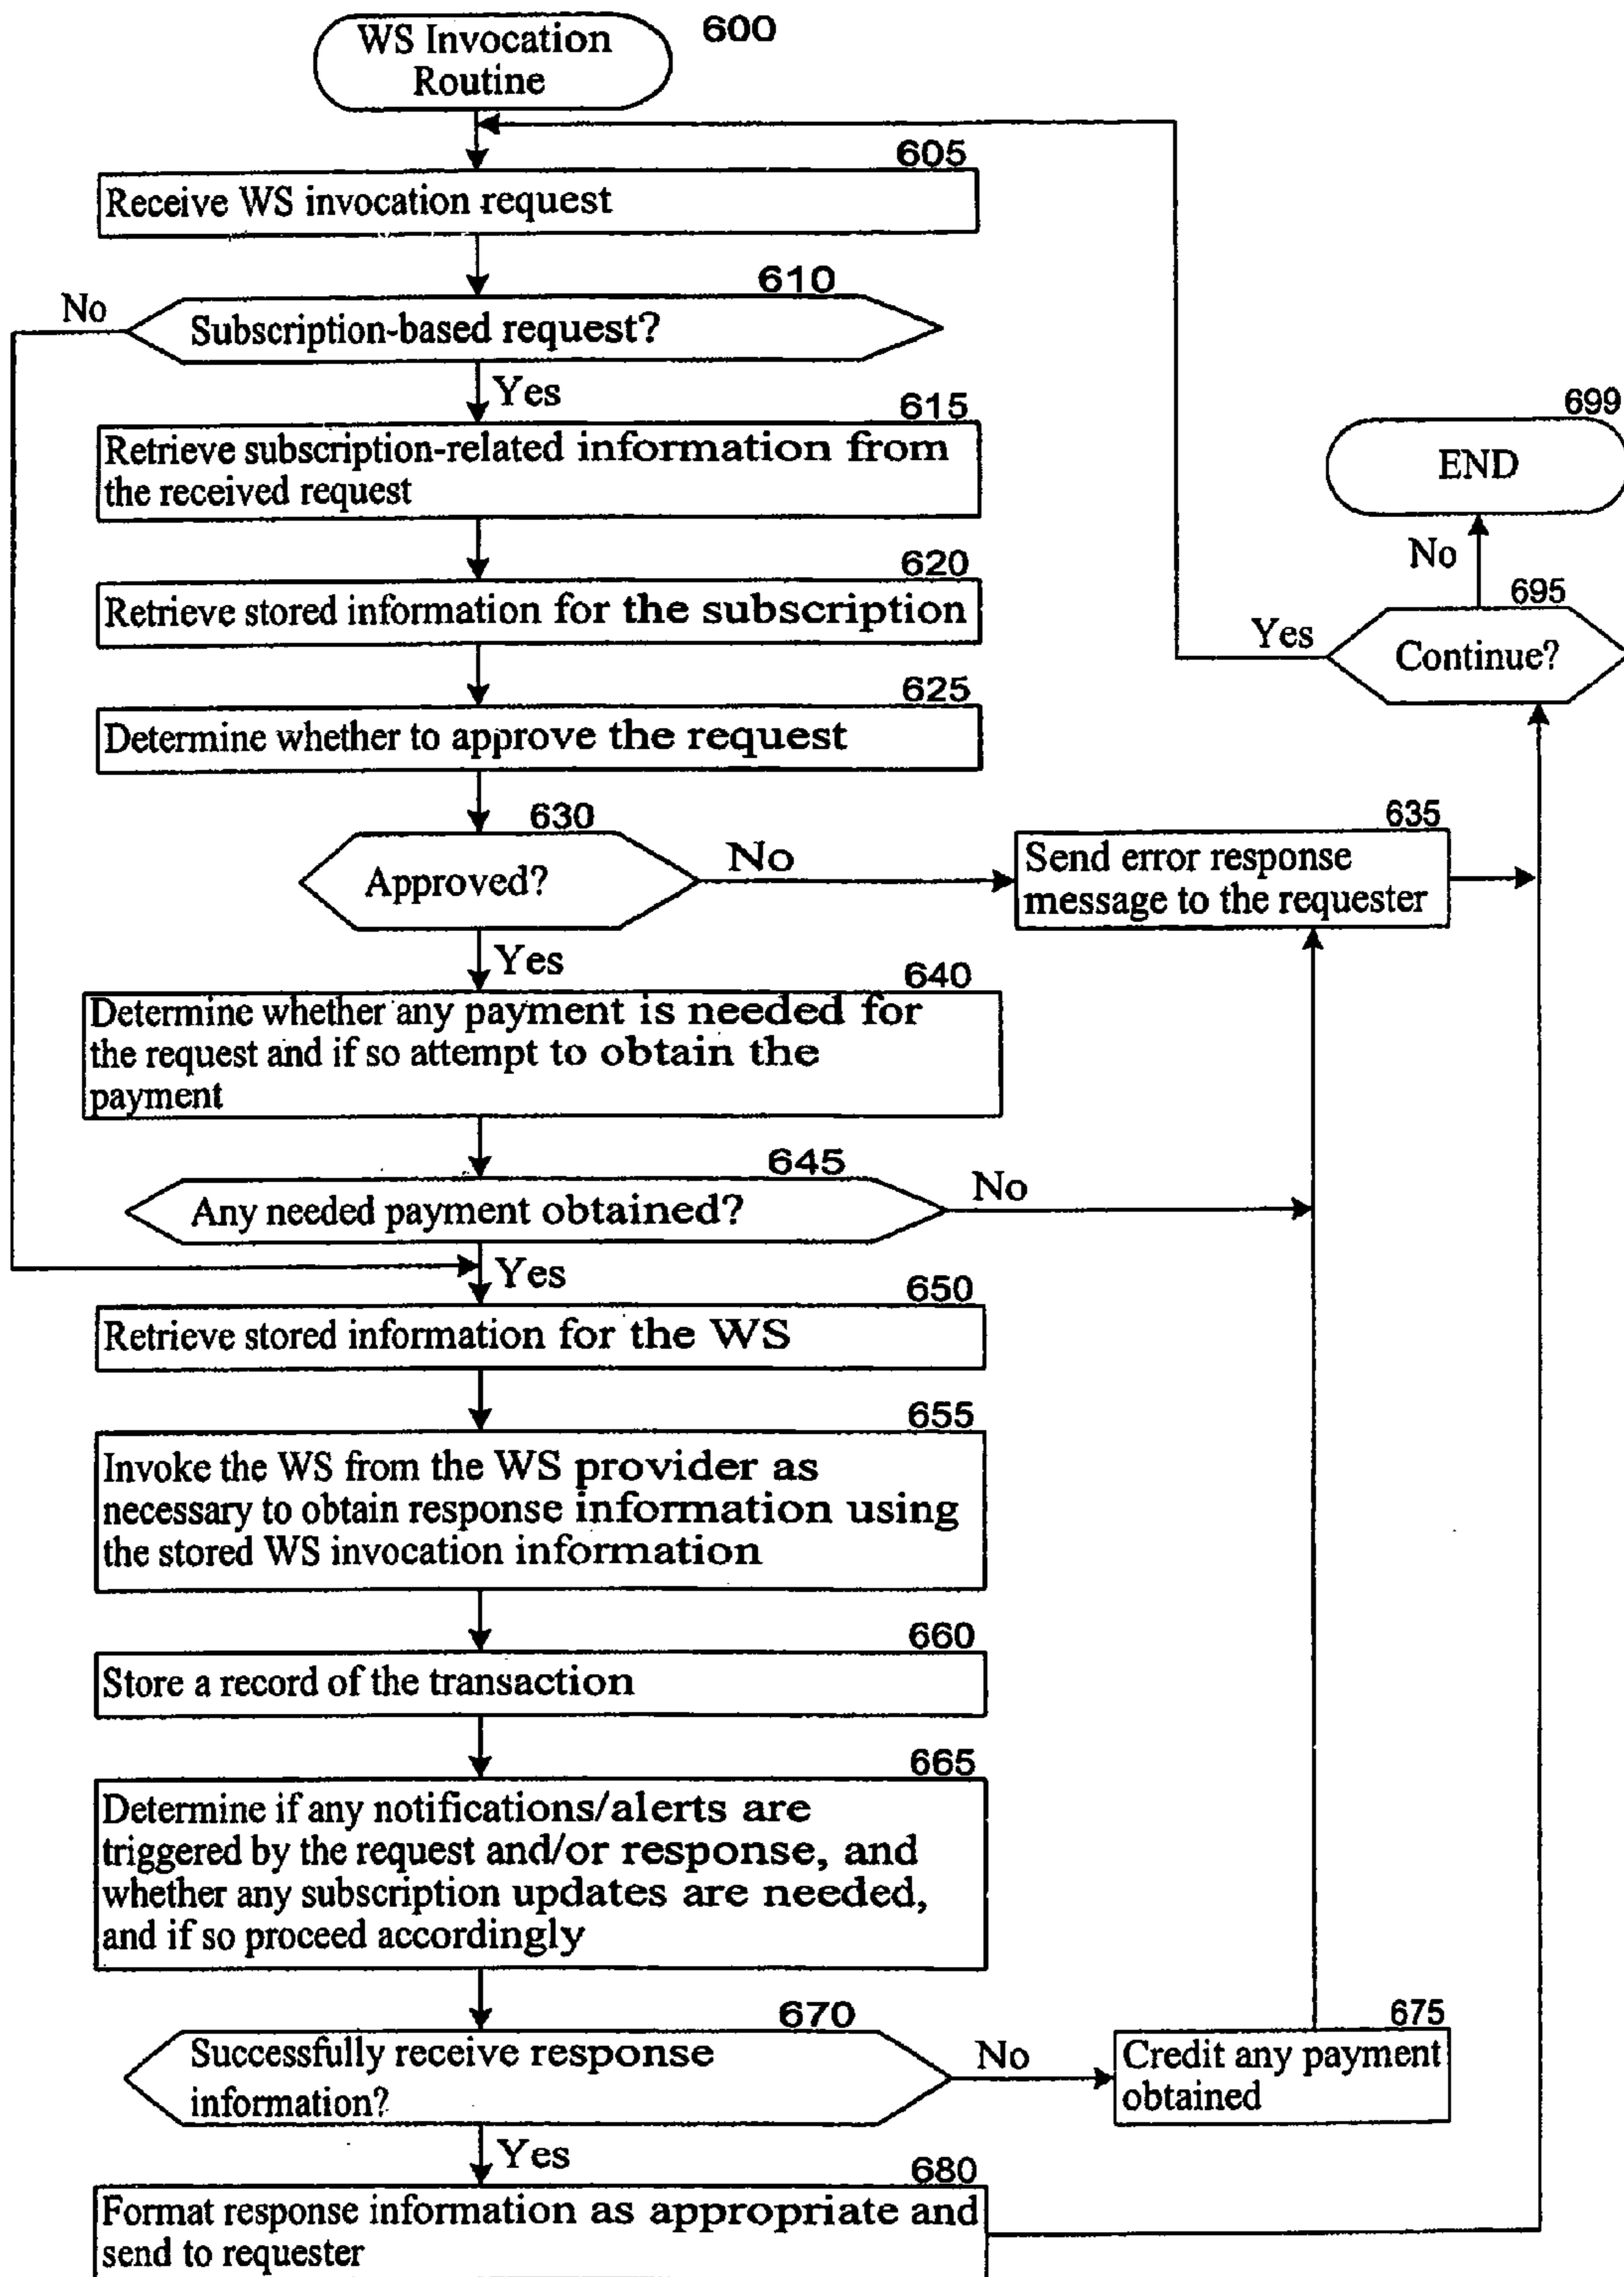 WS Invocation
Routine
600
605
Receive WS invocation request
610
No
Subscription-based request?
Yes
615
Retrieve subscription-related information from
the received request
699
END
620
Retrieve stored information for the subscription
No
695
Yes
Continue?
625
Determine whether to approve the request
630
Approved?
No
635
Send error response
message to the requester
Yes
640
Determine whether any payment is needed for
the request and if so attempt to obtain the
payment
645
Any needed payment obtained?
No
Yes
650
Retrieve stored information for the WS
655
Invoke the WS from the WS provider as
necessary to obtain response information using
the stored WS invocation information
660
Store a record of the transaction
665
Determine if any notifications/alerts are
triggered by the request and/or response, and
whether any subscription updates are needed,
and if so proceed accordingly
670
Successfully receive response
information?
No
675
Credit any payment
obtained
Yes
680
Format response information as appropriate and
send to requester